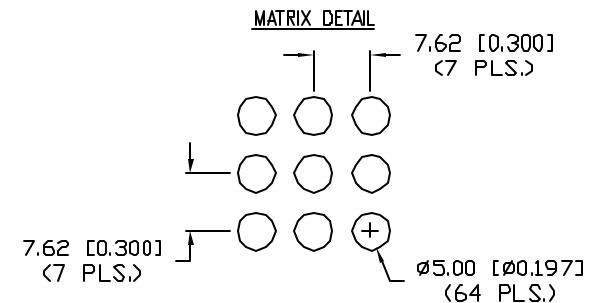 MATRIX DETAIL
7.62 [0.300]
(7 PLS.)
7.62 [0.300]
(7 PLS.)
ø5.00 [ø0.197]
(64 PLS.)